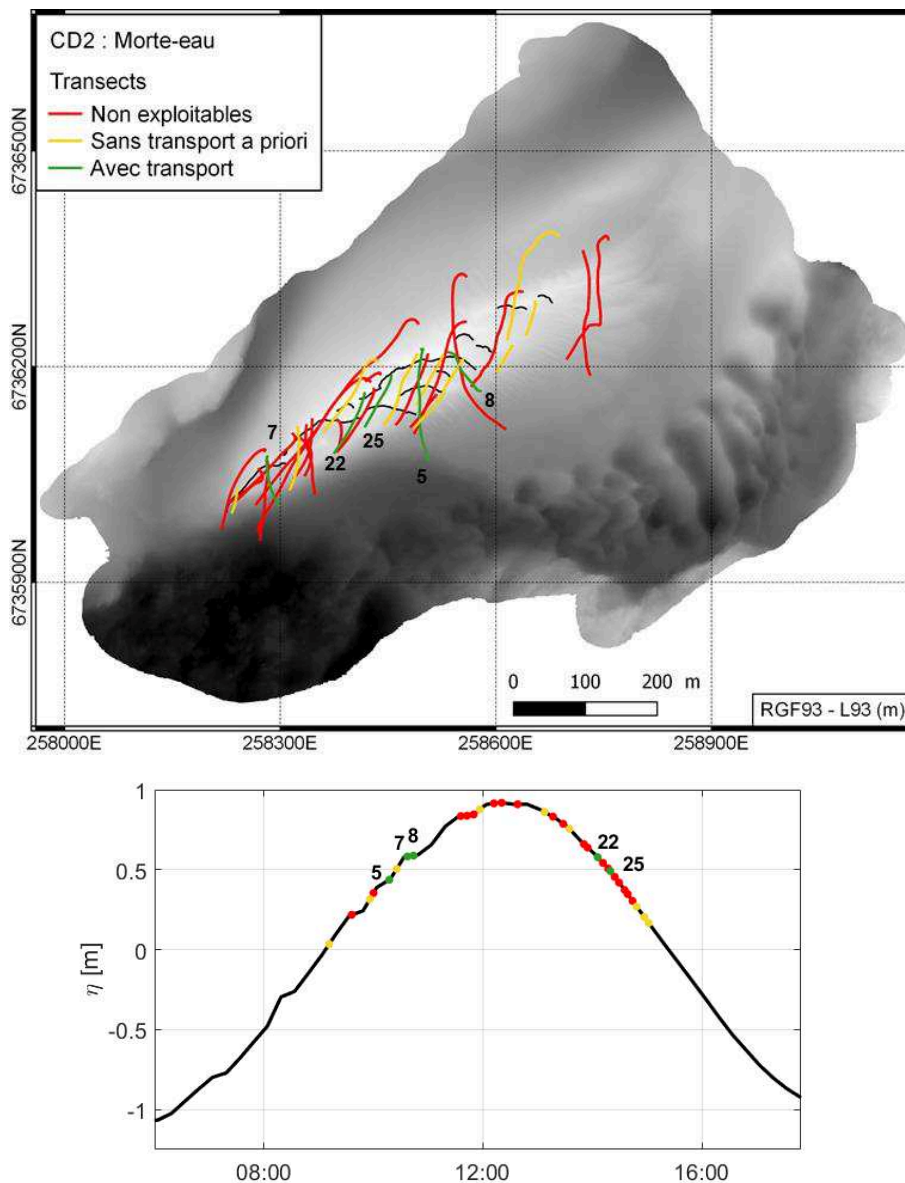 CD2 : Morte-eau
Transects
Non exploitables
Sans transport a priori
Avec transport
6736500N
6736200N
6735900N
7
8
25
22
5
0 100 200 m
RGF93 - L93 (m)
258000E 258300E 258600E 258900E
1
0.5
0
-0.5
-1
η [m]
5
7
8
22
25
08:00 12:00 16:00